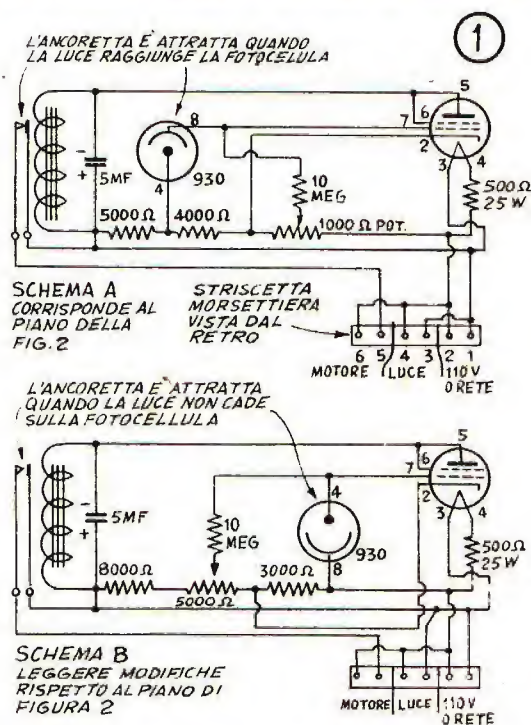 1
L'ANCORETTA E' ATTRATTA QUANDO
LA LUCE RAGGIUNGE LA FOTOCELULA
5
8
6
7
2
3
4
-
+
5MF
4
930
10
MEG
500Ω
25 W
5000Ω
4000Ω
1000Ω POT.
SCHEMA A
CORRISPONDE AL
PIANO DELLA
FIG. 2
STRISCETTA
MORSETTIERA
VISTA DAL
RETRO
6 5 4 3 2 1
MOTORE
LUCE
110V
O RETE
L'ANCORETTA E' ATTRATTA
QUANDO LA LUCE NON CADE
SULLA FOTOCELLULA
5
4
6
7
2
3
4
-
+
5MF
10
MEG
930
8
500Ω
25 W
8000Ω
3000Ω
5000Ω
SCHEMA B
LEGGERE MODIFICHE
RISPETTO AL PIANO DI
FIGURA 2
MOTORE
LUCE
110V
O RETE